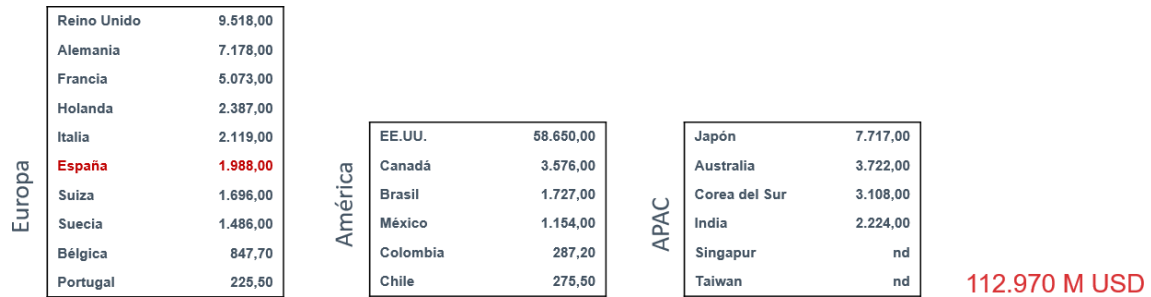 Europa
Reino Unido 9.518,00
Alemania 7.178,00
Francia 5.073,00
Holanda 2.387,00
Italia 2.119,00
España 1.988,00
Suiza 1.696,00
Suecia 1.486,00
Bélgica 847,70
Portugal 225,50
América
EE.UU. 58.650,00
Canadá 3.576,00
Brasil 1.727,00
México 1.154,00
Colombia 287,20
Chile 275,50
APAC
Japón 7.717,00
Australia 3.722,00
Corea del Sur 3.108,00
India 2.224,00
Singapur nd
Taiwan nd
112.970 M USD